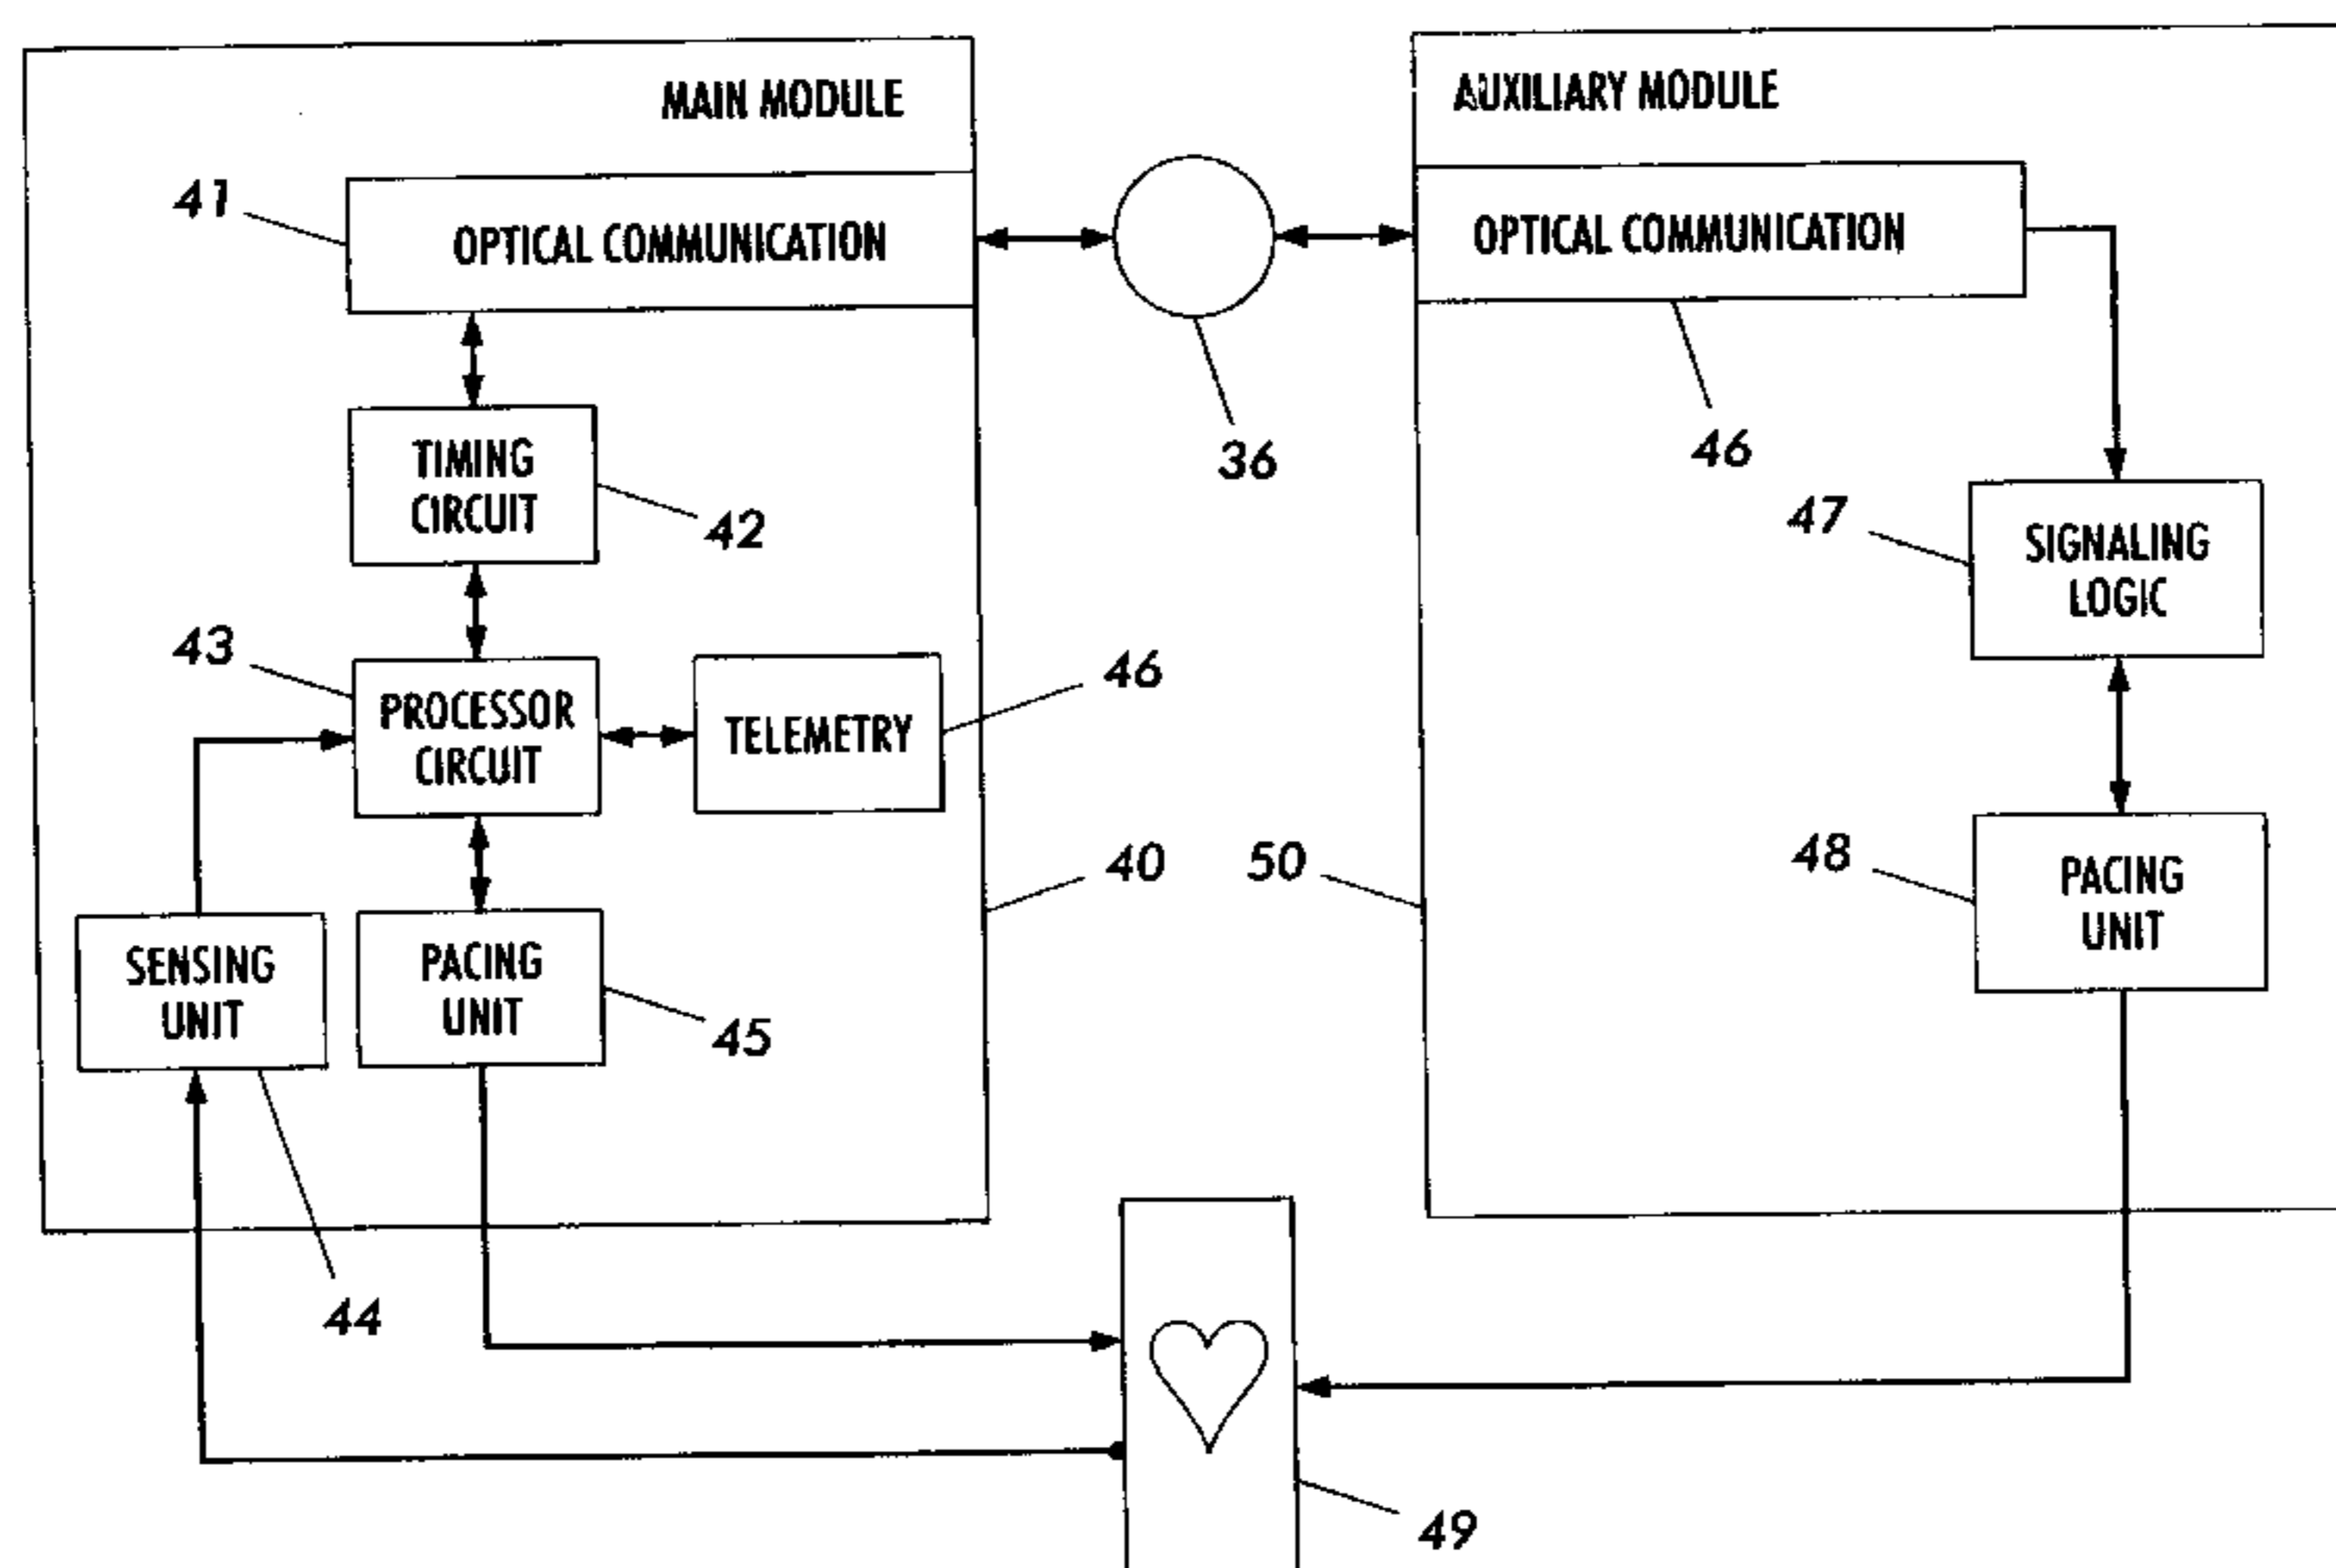 MAIN MODULE
41
OPTICAL COMMUNICATION
TIMING
CIRCUIT
42
43
PROCESSOR
CIRCUIT
TELEMETRY
46
40
SENSING
UNIT
PACING
UNIT
45
44
36
AUXILIARY MODULE
OPTICAL COMMUNICATION
46
47
SIGNALING
LOGIC
50
48
PACING
UNIT
49